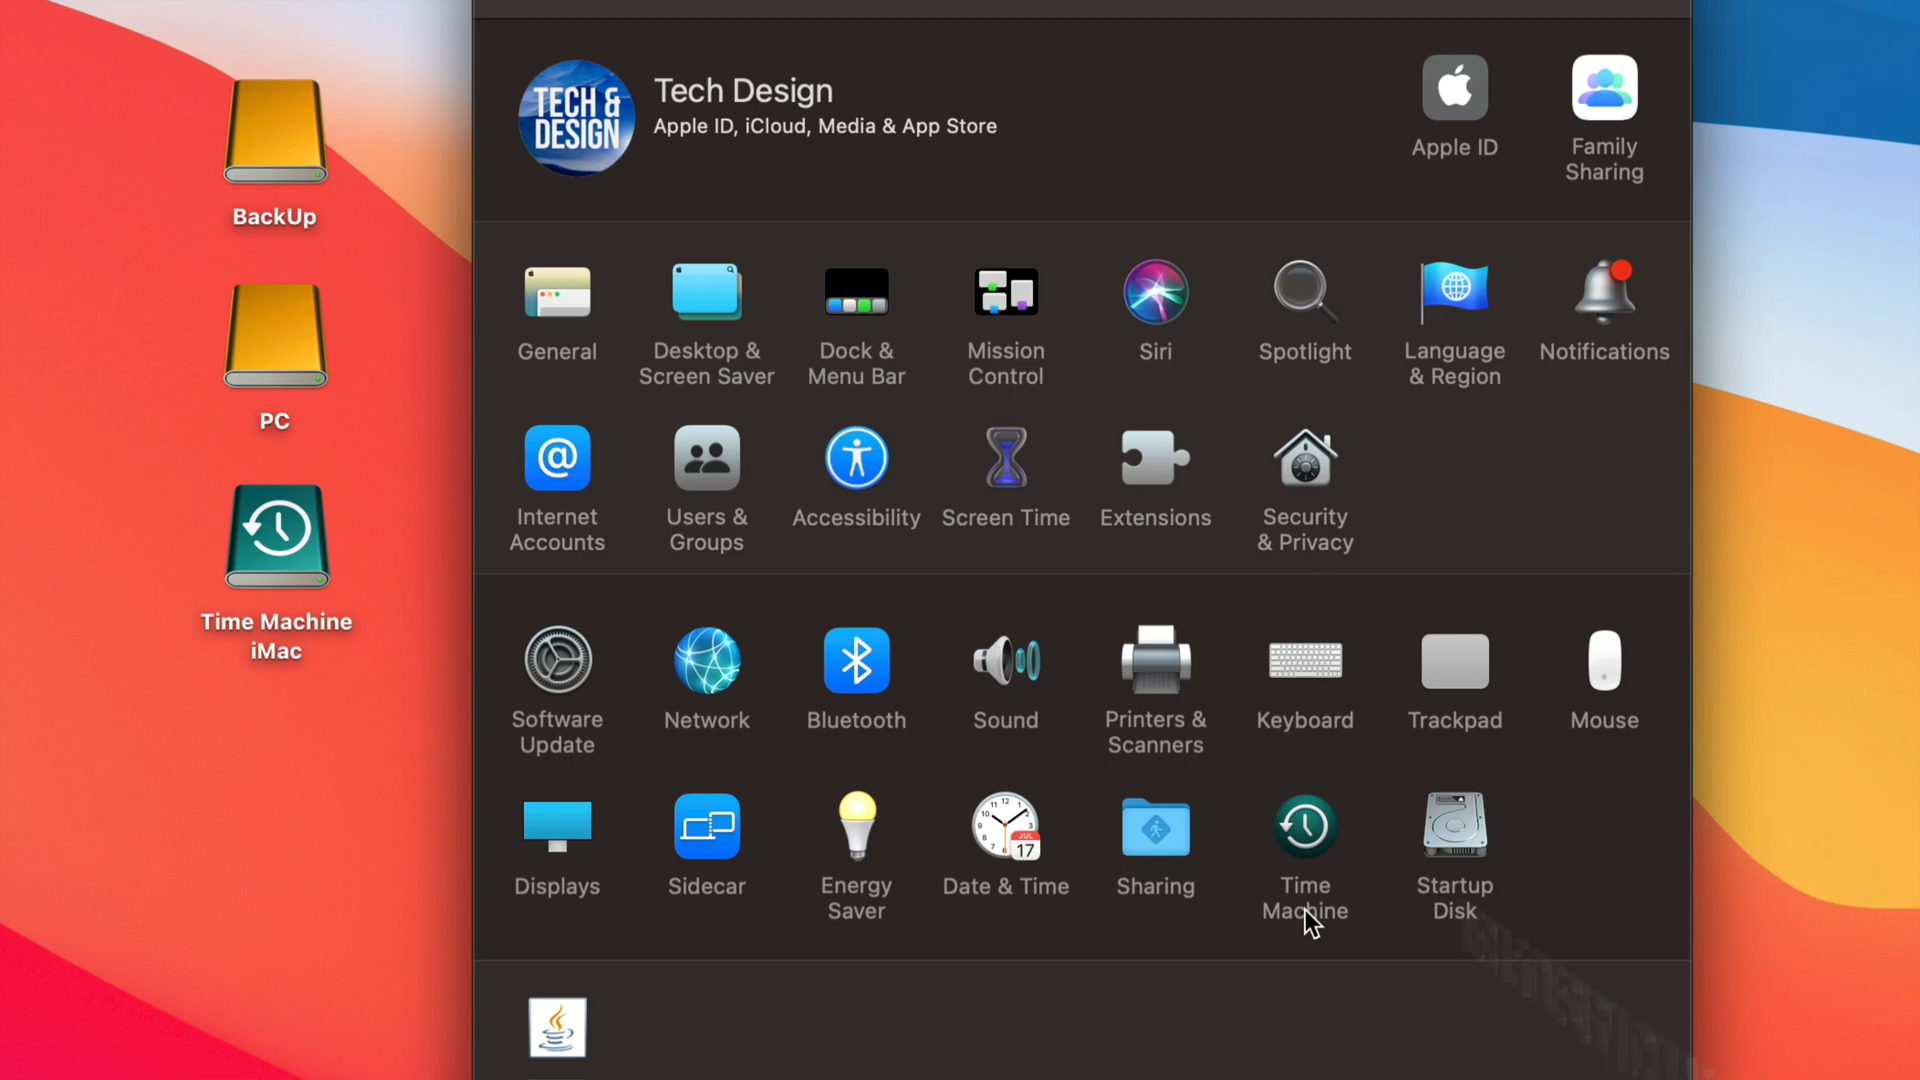 BackUp
PC
Time Machine
iMac
TECH &
DESIGN
Tech Design
Apple ID, iCloud, Media & App Store
Apple ID
Family
Sharing
General
Desktop &
Screen Saver
Dock &
Menu Bar
Mission
Control
Siri
Spotlight
Language
& Region
Notifications
@
Internet
Accounts
Users &
Groups
Accessibility
Screen Time
Extensions
Security
& Privacy
Software
Update
Network
Bluetooth
Sound
Printers &
Scanners
Keyboard
Trackpad
Mouse
Displays
Sidecar
Energy
Saver
JUL
17
Date & Time
Sharing
Time
Machine
Startup
Disk